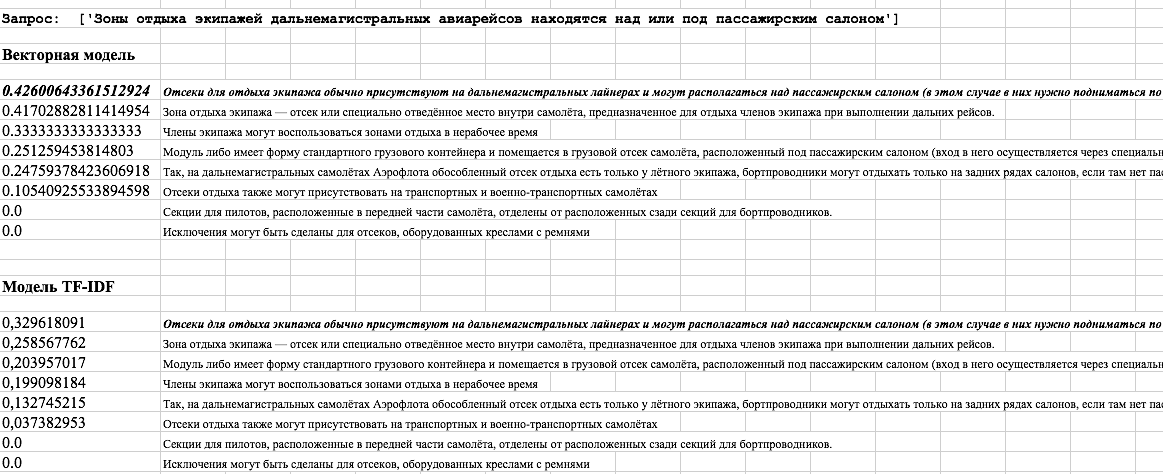 Запрос: ['Зоны отдыха экипажей дальнемагистральных авиарейсов находятся над или под пассажирским салоном']
Векторная модель
0.42600643361512924 Отсеки для отдыха экипажа обычно присутствуют на дальнемагистральных лайнерах и могут располагаться над пассажирским салоном (в этом случае в них нужно подниматься по
0.41702882811414954 Зона отдыха экипажа — отсек или специально отведённое место внутри самолёта, предназначенное для отдыха членов экипажа при выполнении дальних рейсов.
0.3333333333333333 Члены экипажа могут воспользоваться зонами отдыха в нерабочее время
0.251259453814803 Модуль либо имеет форму стандартного грузового контейнера и помещается в грузовой отсек самолёта, расположенный под пассажирским салоном (вход в него осуществляется через специальн
0.24759378423606918 Так, на дальнемагистральных самолётах Аэрофлота обособленный отсек отдыха есть только у лётного экипажа, бортпроводники могут отдыхать только на задних рядах салонов, если там нет пас
0.10540925533894598 Отсеки отдыха также могут присутствовать на транспортных и военно-транспортных самолётах
0.0 Секции для пилотов, расположенные в передней части самолёта, отделены от расположенных сзади секций для бортпроводников.
0.0 Исключения могут быть сделаны для отсеков, оборудованных креслами с ремнями
Модель TF-IDF
0,329618091 Отсеки для отдыха экипажа обычно присутствуют на дальнемагистральных лайнерах и могут располагаться над пассажирским салоном (в этом случае в них нужно подниматься по
0,258567762 Зона отдыха экипажа — отсек или специально отведённое место внутри самолёта, предназначенное для отдыха членов экипажа при выполнении дальних рейсов.
0,203957017 Модуль либо имеет форму стандартного грузового контейнера и помещается в грузовой отсек самолёта, расположенный под пассажирским салоном (вход в него осуществляется через специальн
0,199098184 Члены экипажа могут воспользоваться зонами отдыха в нерабочее время
0,132745215 Так, на дальнемагистральных самолётах Аэрофлота обособленный отсек отдыха есть только у лётного экипажа, бортпроводники могут отдыхать только на задних рядах салонов, если там нет пас
0,037382953 Отсеки отдыха также могут присутствовать на транспортных и военно-транспортных самолётах
0.0 Секции для пилотов, расположенные в передней части самолёта, отделены от расположенных сзади секций для бортпроводников.
0.0 Исключения могут быть сделаны для отсеков, оборудованных креслами с ремнями